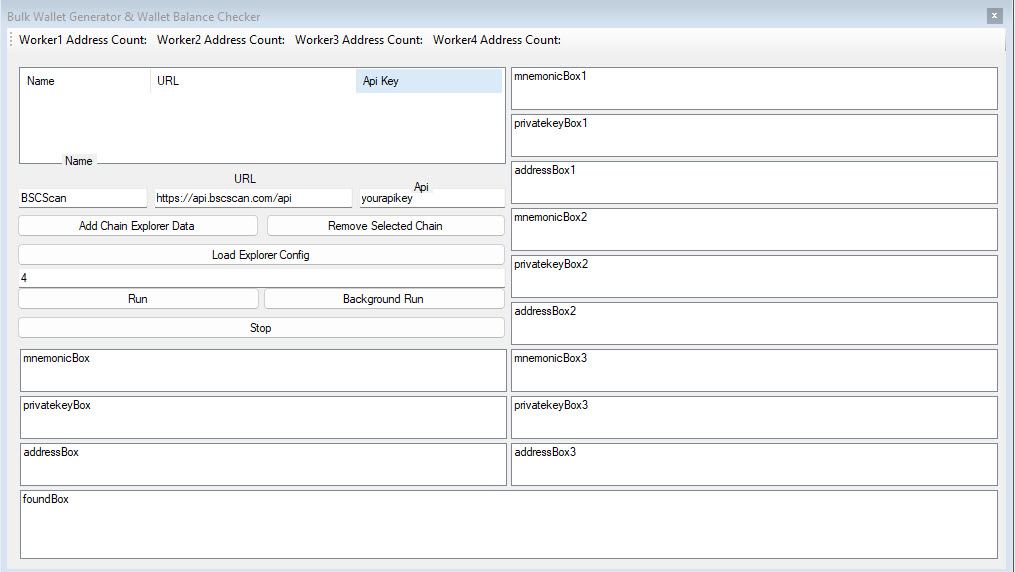 Bulk Wallet Generator & Wallet Balance Checker
Worker1 Address Count: Worker2 Address Count: Worker3 Address Count: Worker4 Address Count:
Name URL Api Key
Name
URL
Api
BSCScan https://api.bscscan.com/api yourapikey
Add Chain Explorer Data Remove Selected Chain
Load Explorer Config
4
Run Background Run
Stop
mnemonicBox
privatekeyBox
addressBox
mnemonicBox1
privatekeyBox1
addressBox1
mnemonicBox2
privatekeyBox2
addressBox2
mnemonicBox3
privatekeyBox3
addressBox3
foundBox